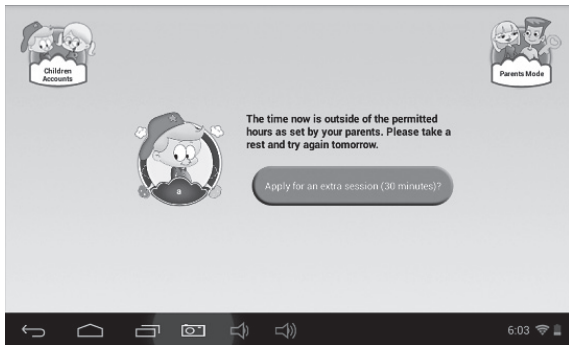 Children
Accounts
Parents Mode
The time now is outside of the permitted
hours as set by your parents. Please take a
rest and try again tomorrow.
a
Apply for an extra session (30 minutes)?
6:03